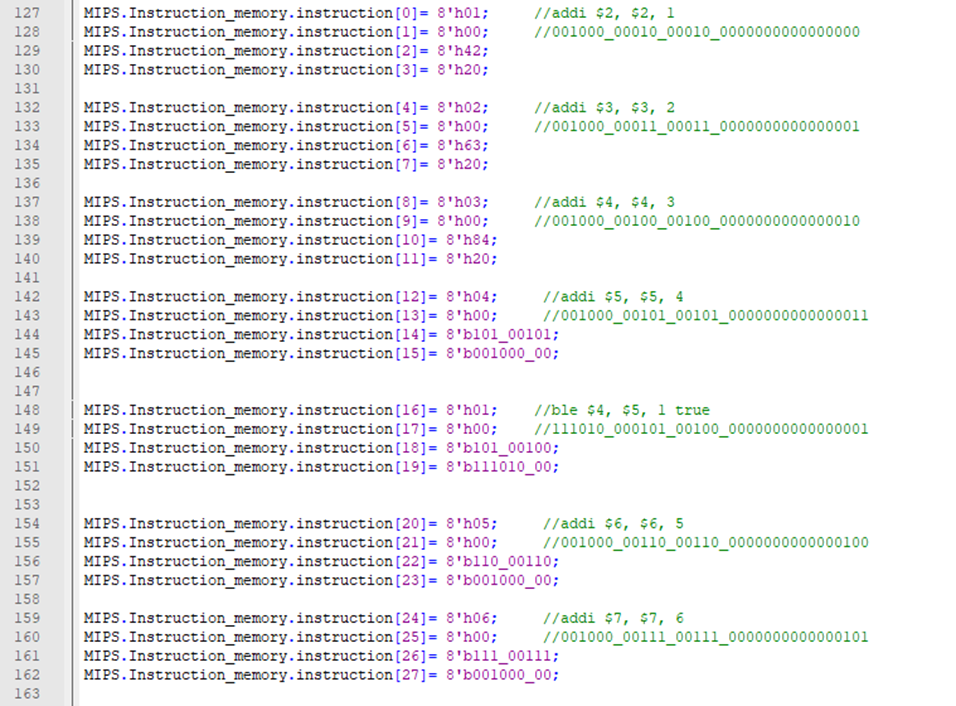 127 MIPS.Instruction_memory.instruction[0]= 8'h01; //addi $2, $2, 1
128 MIPS.Instruction_memory.instruction[1]= 8'h00; //001000_00010_00010_0000000000000000
129 MIPS.Instruction_memory.instruction[2]= 8'h42;
130 MIPS.Instruction_memory.instruction[3]= 8'h20;
131
132 MIPS.Instruction_memory.instruction[4]= 8'h02; //addi $3, $3, 2
133 MIPS.Instruction_memory.instruction[5]= 8'h00; //001000_00011_00011_0000000000000001
134 MIPS.Instruction_memory.instruction[6]= 8'h63;
135 MIPS.Instruction_memory.instruction[7]= 8'h20;
136
137 MIPS.Instruction_memory.instruction[8]= 8'h03; //addi $4, $4, 3
138 MIPS.Instruction_memory.instruction[9]= 8'h00; //001000_00100_00100_0000000000000010
139 MIPS.Instruction_memory.instruction[10]= 8'h84;
140 MIPS.Instruction_memory.instruction[11]= 8'h20;
141
142 MIPS.Instruction_memory.instruction[12]= 8'h04; //addi $5, $5, 4
143 MIPS.Instruction_memory.instruction[13]= 8'h00; //001000_00101_00101_0000000000000011
144 MIPS.Instruction_memory.instruction[14]= 8'b101_00101;
145 MIPS.Instruction_memory.instruction[15]= 8'b001000_00;
146
147
148 MIPS.Instruction_memory.instruction[16]= 8'h01; //ble $4, $5, 1 true
149 MIPS.Instruction_memory.instruction[17]= 8'h00; //111010_000101_00100_0000000000000001
150 MIPS.Instruction_memory.instruction[18]= 8'b101_00100;
151 MIPS.Instruction_memory.instruction[19]= 8'b111010_00;
152
153
154 MIPS.Instruction_memory.instruction[20]= 8'h05; //addi $6, $6, 5
155 MIPS.Instruction_memory.instruction[21]= 8'h00; //001000_00110_00110_0000000000000100
156 MIPS.Instruction_memory.instruction[22]= 8'b110_00110;
157 MIPS.Instruction_memory.instruction[23]= 8'b001000_00;
158
159 MIPS.Instruction_memory.instruction[24]= 8'h06; //addi $7, $7, 6
160 MIPS.Instruction_memory.instruction[25]= 8'h00; //001000_00111_00111_0000000000000101
161 MIPS.Instruction_memory.instruction[26]= 8'b111_00111;
162 MIPS.Instruction_memory.instruction[27]= 8'b001000_00;
163